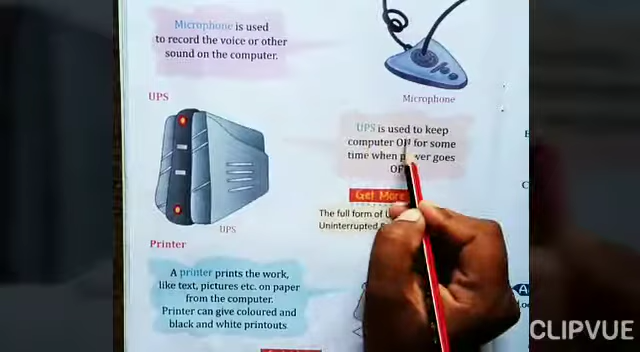 Microphone is used
to record the voice or other
sound on the computer.
Microphone
UPS
UPS is used to keep
computer ON for some
time when power goes
OFF
Get More
The full form of U
Uninterrupted
UPS
Printer
A printer prints the work,
like text, pictures etc. on paper
from the computer.
Printer can give coloured and
black and white printouts
CLIPVUE